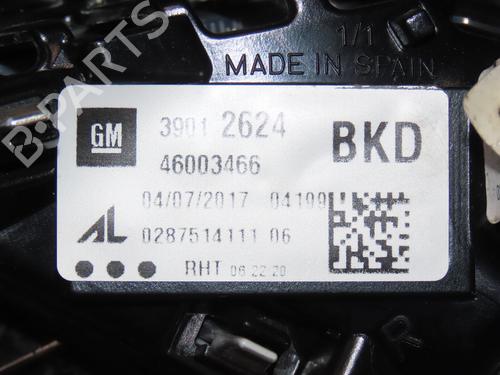 B-PARTS
1/1
MADE IN SPAIN
GM 3901 2624 BKD
46003466
04/07/2017 04199
AL 0287514111 06
RHT 06:22:20
R